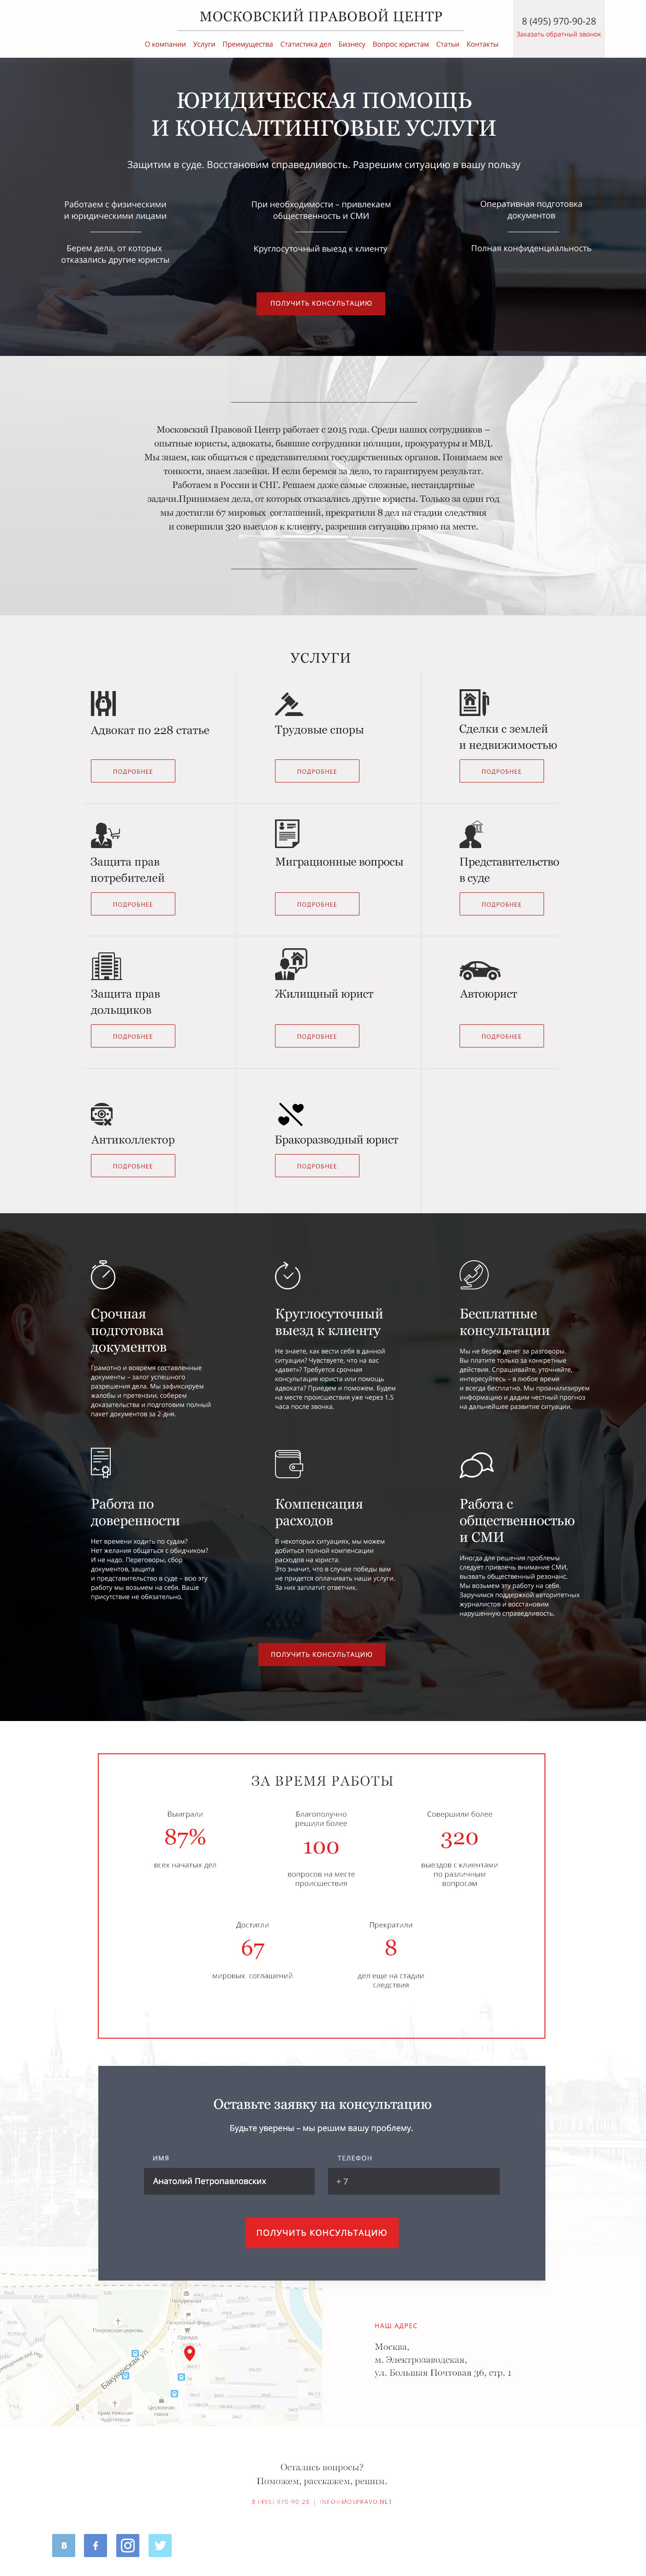 МОСКОВСКИЙ ПРАВОВОЙ ЦЕНТР
8 (495) 970-90-28
Заказать обратный звонок
О компании Услуги Преимущества Статистика дел Бизнесу Вопрос юристам Статьи Контакты
ЮРИДИЧЕСКАЯ ПОМОЩЬ
И КОНСАЛТИНГОВЫЕ УСЛУГИ
Защитим в суде. Восстановим справедливость. Разрешим ситуацию в вашу пользу
Работаем с физическими
и юридическими лицами
Берем дела, от которых
отказались другие юристы
При необходимости – привлекаем
общественность и СМИ
Круглосуточный выезд к клиенту
Оперативная подготовка
документов
Полная конфиденциальность
ПОЛУЧИТЬ КОНСУЛЬТАЦИЮ
Московский Правовой Центр работает с 2015 года. Среди наших сотрудников –
опытные юристы, адвокаты, бывшие сотрудники полиции, прокуратуры и МВД.
Мы знаем, как общаться с представителями государственных органов. Понимаем все
тонкости, знаем лазейки. И если беремся за дело, то гарантируем результат.
Работаем в России и СНГ. Решаем даже самые сложные, нестандартные
задачи.Принимаем дела, от которых отказались другие юристы. Только за один год
мы достигли 67 мировых соглашений, прекратили 8 дел на стадии следствия
и совершили 320 выездов к клиенту, разрешив ситуацию прямо на месте.
УСЛУГИ
Адвокат по 228 статье
ПОДРОБНЕЕ
Трудовые споры
ПОДРОБНЕЕ
Сделки с землей
и недвижимостью
ПОДРОБНЕЕ
Защита прав
потребителей
ПОДРОБНЕЕ
Миграционные вопросы
ПОДРОБНЕЕ
Представительство
в суде
ПОДРОБНЕЕ
Защита прав
дольщиков
ПОДРОБНЕЕ
Жилищный юрист
ПОДРОБНЕЕ
Автоюрист
ПОДРОБНЕЕ
Антиколлектор
ПОДРОБНЕЕ
Бракоразводный юрист
ПОДРОБНЕЕ
Срочная
подготовка
документов
Грамотно и вовремя составленные
документы – залог успешного
разрешения дела. Мы зафиксируем
жалобы и претензии, соберем
доказательства и подготовим полный
пакет документов за 2-дня.
Круглосуточный
выезд к клиенту
Не знаете, как вести себя в данной
ситуации? Чувствуете, что на вас
«давят»? Требуется срочная
консультация юриста или помощь
адвоката? Приедем и поможем. Будем
на месте происшествия уже через 1,5
часа после звонка.
Бесплатные
консультации
Мы не берем денег за разговоры.
Вы платите только за конкретные
действия. Спрашивайте, уточняйте,
интересуйтесь – в любое время
и всегда бесплатно. Мы проанализируем
информацию и дадим честный прогноз
на дальнейшее развитие ситуации.
Работа по
доверенности
Нет времени ходить по судам?
Нет желания общаться с обидчиком?
И не надо. Переговоры, сбор
документов, защита
и представительство в суде – всю эту
работу мы возьмем на себя. Ваше
присутствие не обязательно.
Компенсация
расходов
В некоторых ситуациях, мы можем
добиться полной компенсации
расходов на юриста.
Это значит, что в случае победы вам
не придется оплачивать наши услуги.
За них заплатит ответчик.
Работа с
общественностью
и СМИ
Иногда для решения проблемы
следует привлечь внимание СМИ,
вызвать общественный резонанс.
Мы возьмем эту работу на себя.
Заручимся поддержкой авторитетных
журналистов и восстановим
нарушенную справедливость.
ПОЛУЧИТЬ КОНСУЛЬТАЦИЮ
ЗА ВРЕМЯ РАБОТЫ
Выиграли
87%
всех начатых дел
Благополучно
решили более
100
вопросов на месте
происшествия
Совершили более
320
выездов с клиентами
по различным
вопросам
Достигли
67
мировых соглашений
Прекратили
8
дел еще на стадии
следствия
Оставьте заявку на консультацию
Будьте уверены – мы решим вашу проблему.
ИМЯ
Анатолий Петропавловских
ТЕЛЕФОН
+ 7
ПОЛУЧИТЬ КОНСУЛЬТАЦИЮ
Чебуречная
Пенсионный фонд
Одежда
Покровская церковь
Бакунинская ул.
Храм Николая
Чудотворца
Церковная
лавка
НАШ АДРЕС
Москва,
м. Электрозаводская,
ул. Большая Почтовая 36, стр. 1
Остались вопросы?
Поможем, расскажем, решим.
8 (495) 970-90-28 | INFO@MOSPRAVO.NET